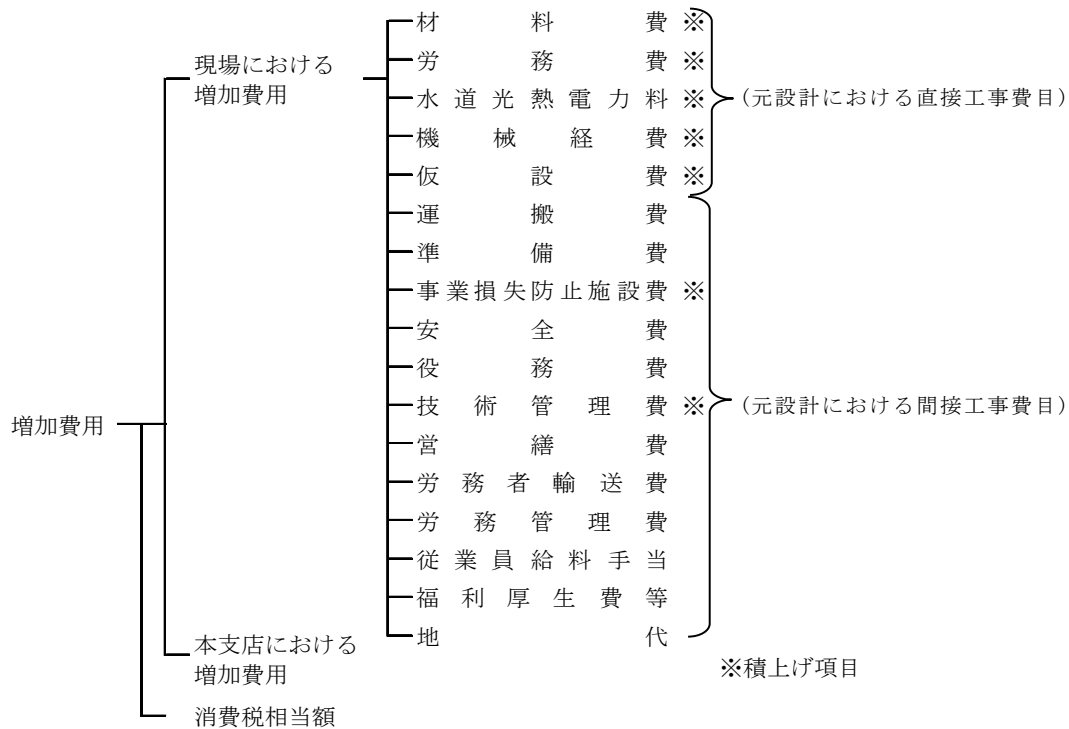 増加費用
現場における
増加費用
材料費※
労務費※
水道光熱電力料※
機械経費※
仮設費※
(元設計における直接工事費目)
運搬費
準備費
事業損失防止施設費※
安全費
役務費
技術管理費※
営繕費
労務者輸送費
労務管理費
従業員給料手当
福利厚生費等
地代
(元設計における間接工事費目)
※積上げ項目
本支店における
増加費用
消費税相当額